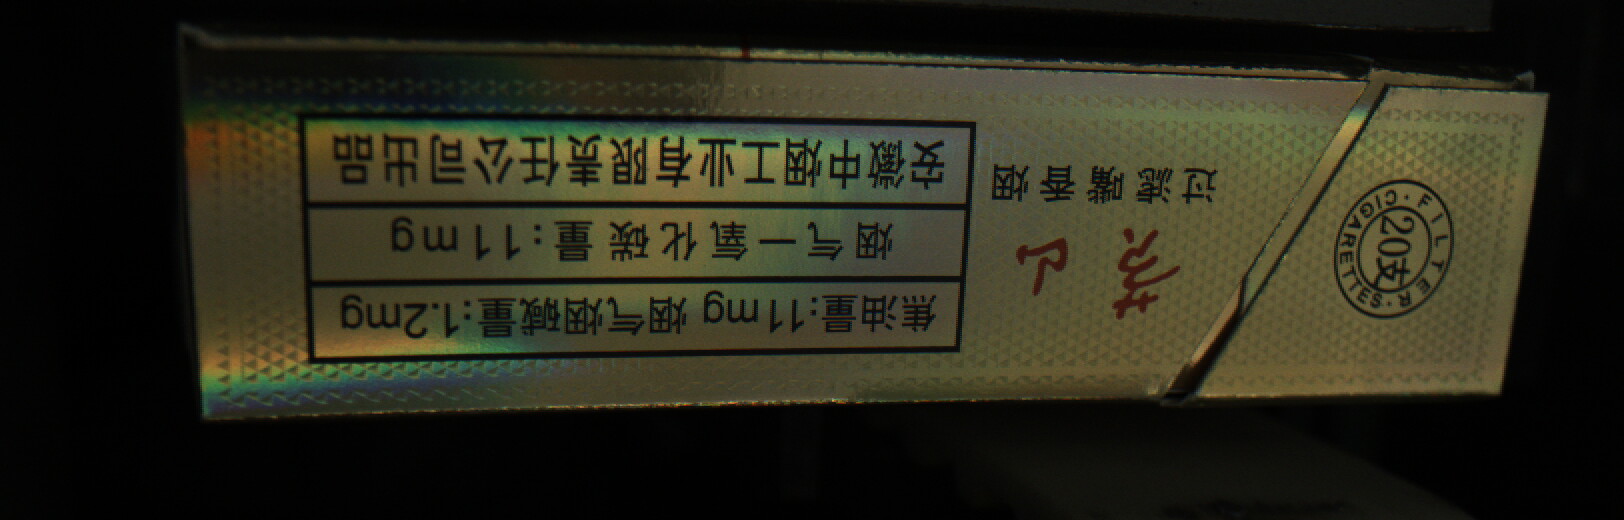 FILTER·CIGARETTES·
20支
黄山
过滤嘴香烟
焦油量:11mg 烟气烟碱量:1.2mg
烟气一氧化碳量:11mg
安徽中烟工业有限责任公司出品